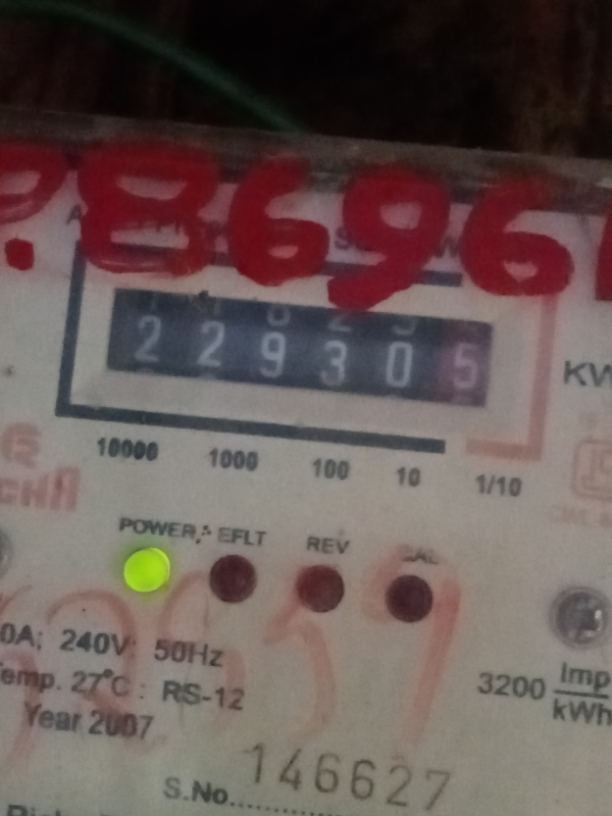 P.86961
229305
KW
10000 1000 100 10 1/10
POWER EFLT REV CAL
0A; 240V; 50Hz
Temp. 27°C : RS-12
3200 Imp
kWh
Year 2007
S.No. 146627